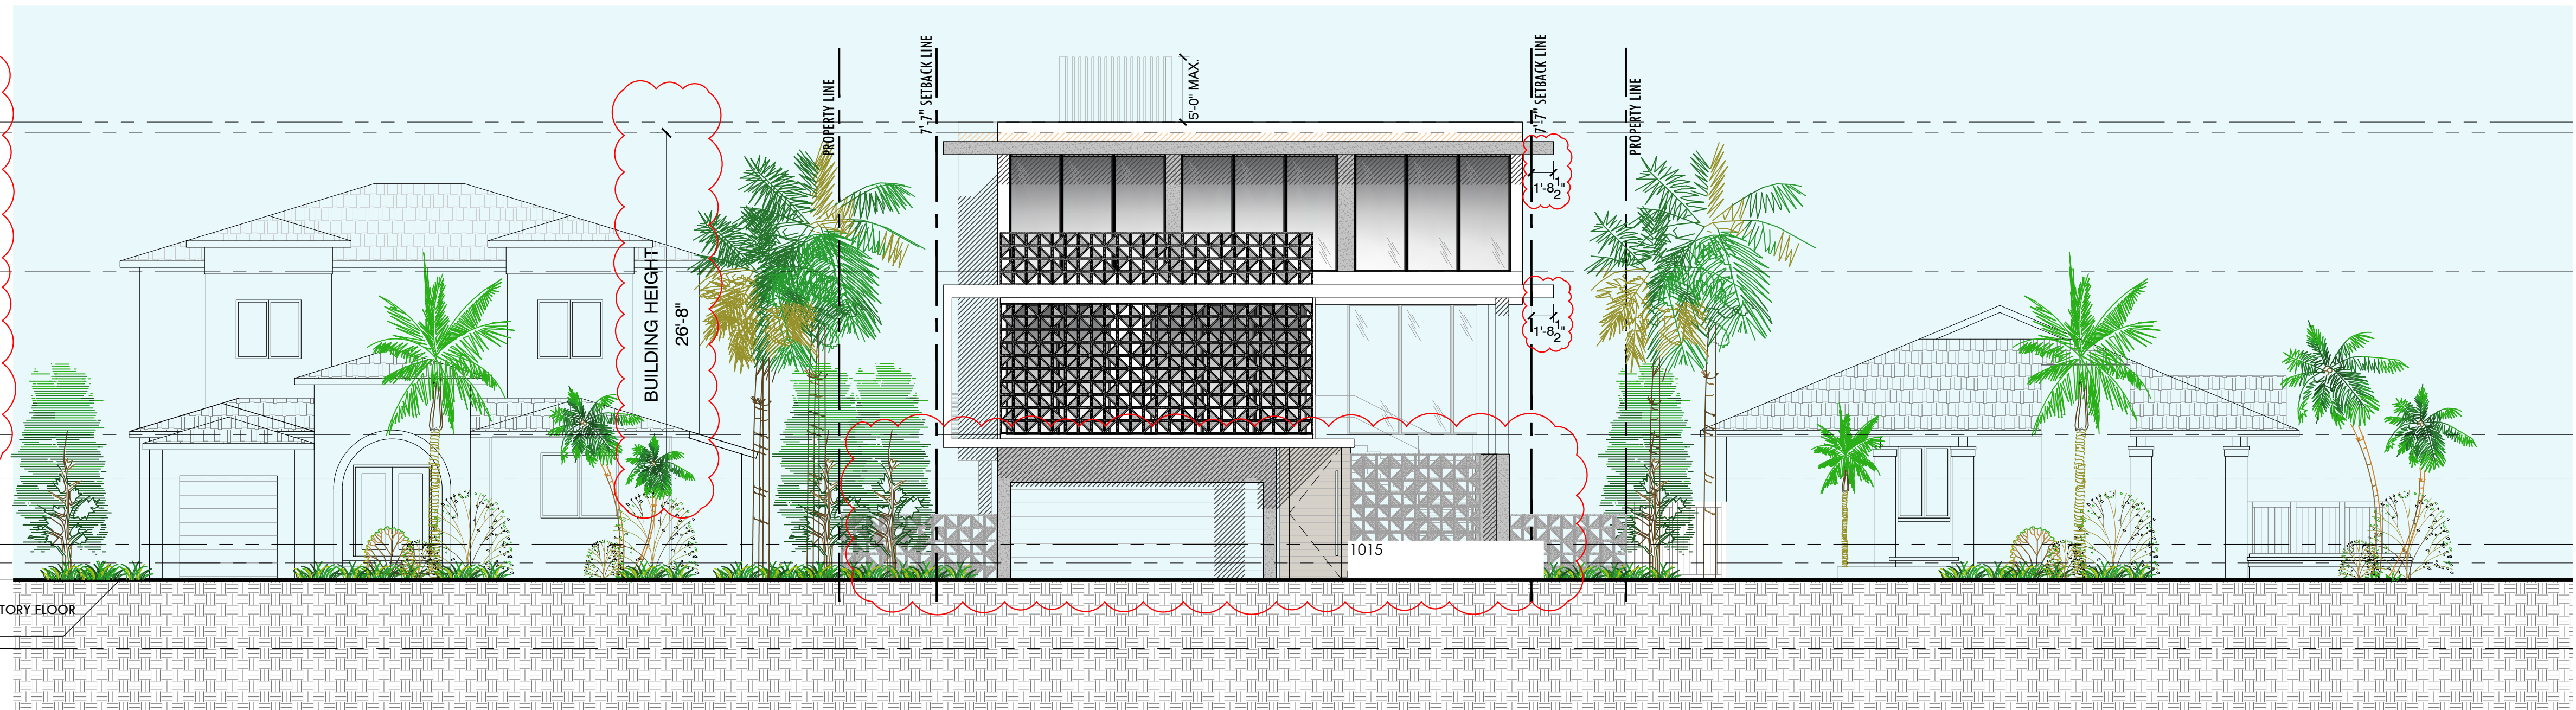 PROPERTY LINE
7'-7" SETBACK LINE
5'-0" MAX.
7'-7" SETBACK LINE
PROPERTY LINE
1'-8 1/2"
BUILDING HEIGHT
26'-8"
1'-8 1/2"
1015
TORY FLOOR